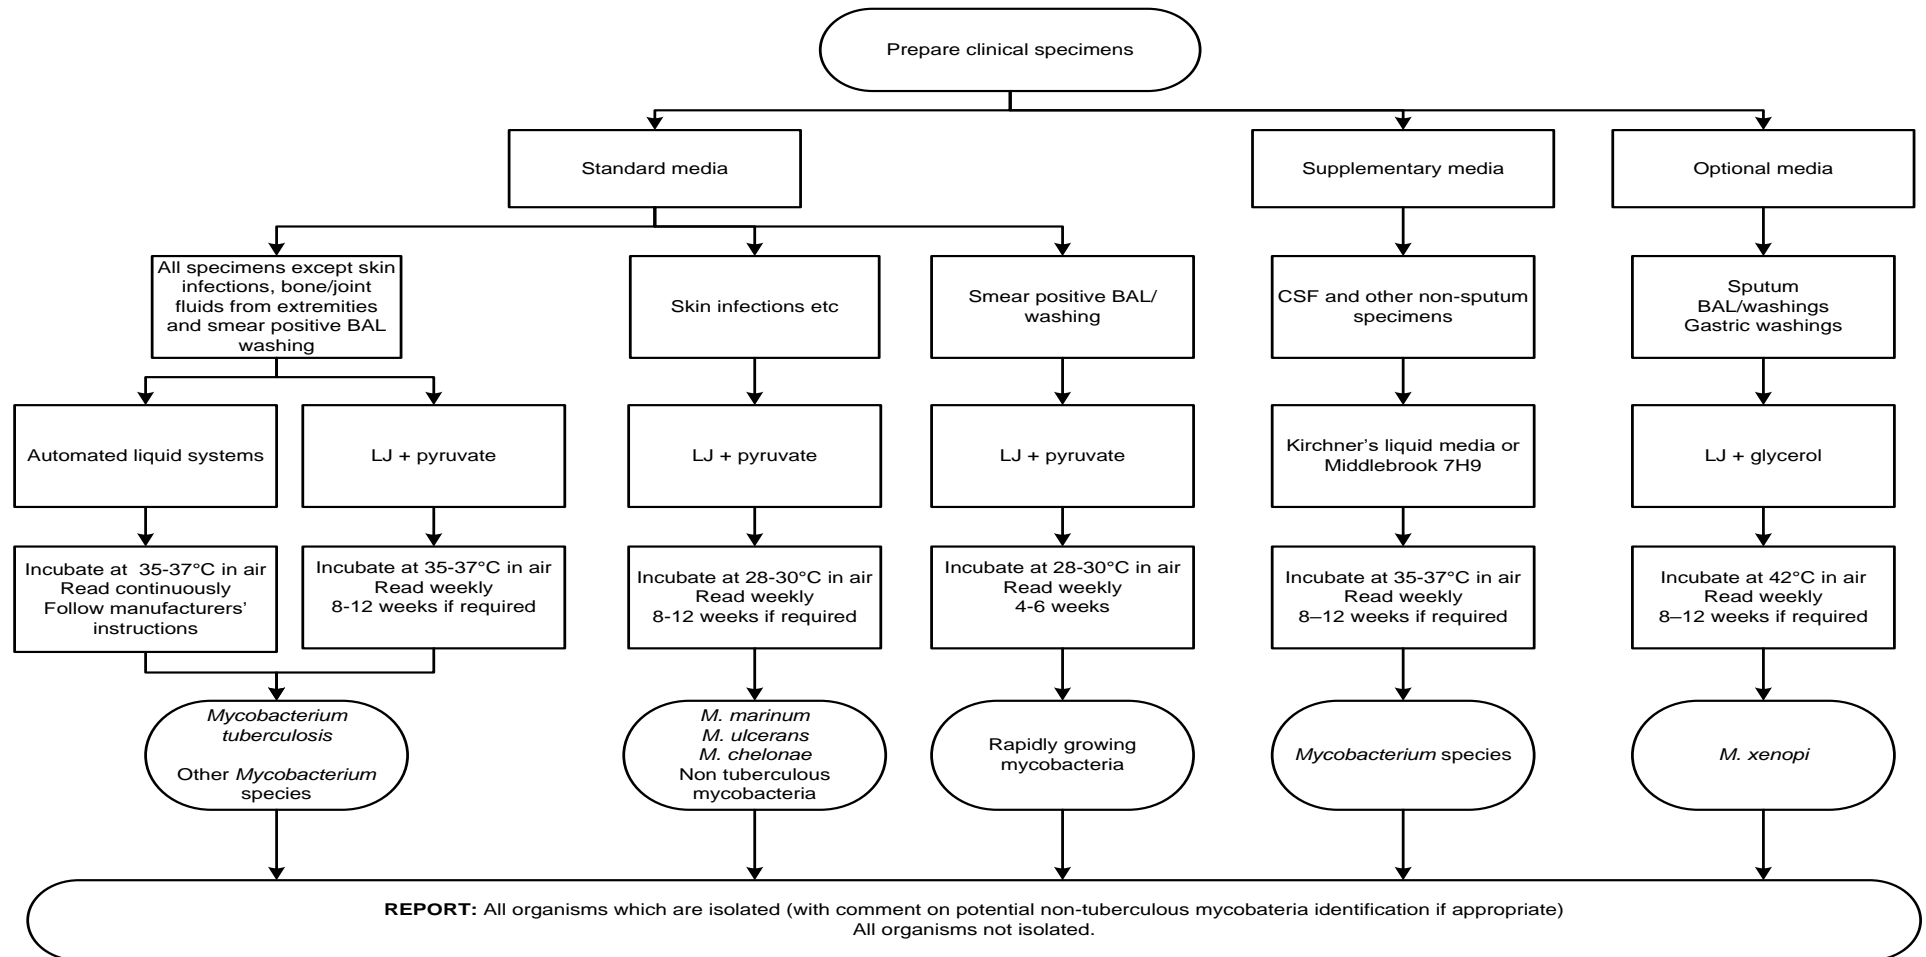 Prepare clinical specimens
Standard media
Supplementary media
Optional media
All specimens except skin
infections, bone/joint
fluids from extremities
and smear positive BAL
washing
Skin infections etc
Smear positive BAL/
washing
CSF and other non-sputum
specimens
Sputum
BAL/washings
Gastric washings
Automated liquid systems
LJ + pyruvate
LJ + pyruvate
LJ + pyruvate
Kirchner’s liquid media or
Middlebrook 7H9
LJ + glycerol
Incubate at 35-37°C in air
Read continuously
Follow manufacturers’
instructions
Incubate at 35-37°C in air
Read weekly
8-12 weeks if required
Incubate at 28-30°C in air
Read weekly
8-12 weeks if required
Incubate at 28-30°C in air
Read weekly
4-6 weeks
Incubate at 35-37°C in air
Read weekly
8–12 weeks if required
Incubate at 42°C in air
Read weekly
8–12 weeks if required
Mycobacterium
tuberculosis
Other Mycobacterium
species
M. marinum
M. ulcerans
M. chelonae
Non tuberculous
mycobacteria
Rapidly growing
mycobacteria
Mycobacterium species
M. xenopi
REPORT: All organisms which are isolated (with comment on potential non-tuberculous mycobateria identification if appropriate)
All organisms not isolated.